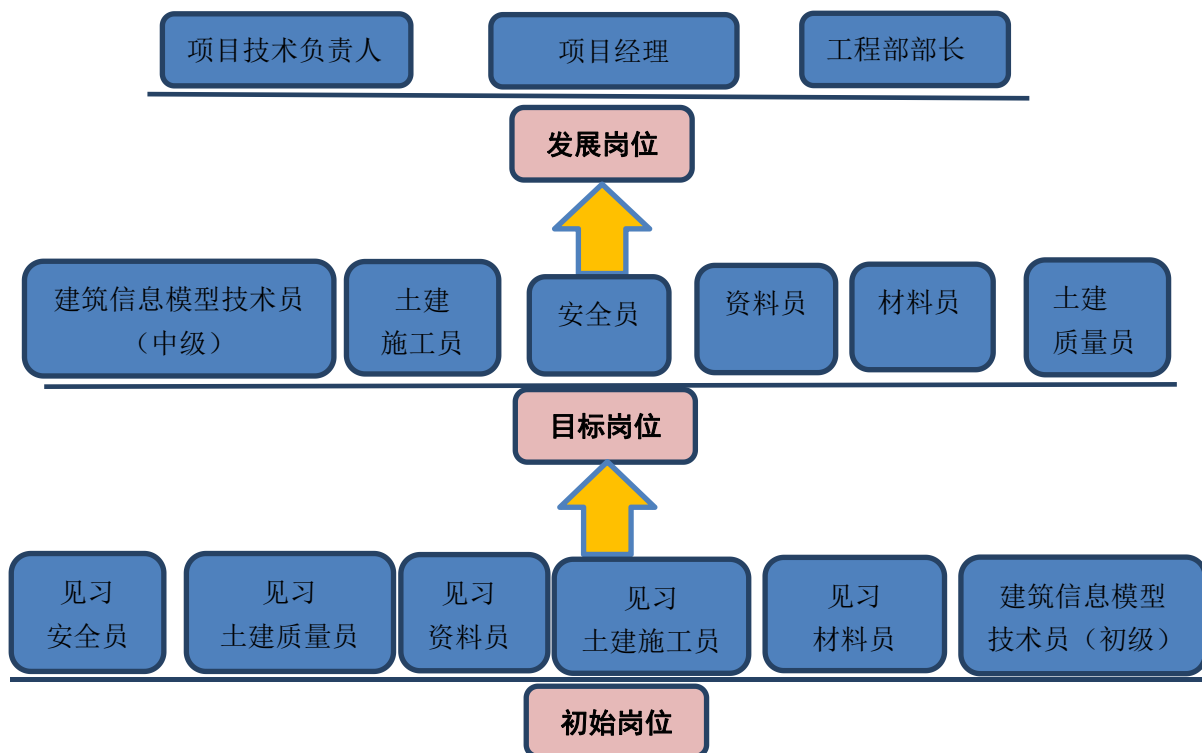 项目技术负责人
项目经理
工程部部长
发展岗位
建筑信息模型技术员
（中级）
土建
施工员
安全员
资料员
材料员
土建
质量员
目标岗位
见习
安全员
见习
土建质量员
见习
资料员
见习
土建施工员
见习
材料员
建筑信息模型
技术员（初级）
初始岗位